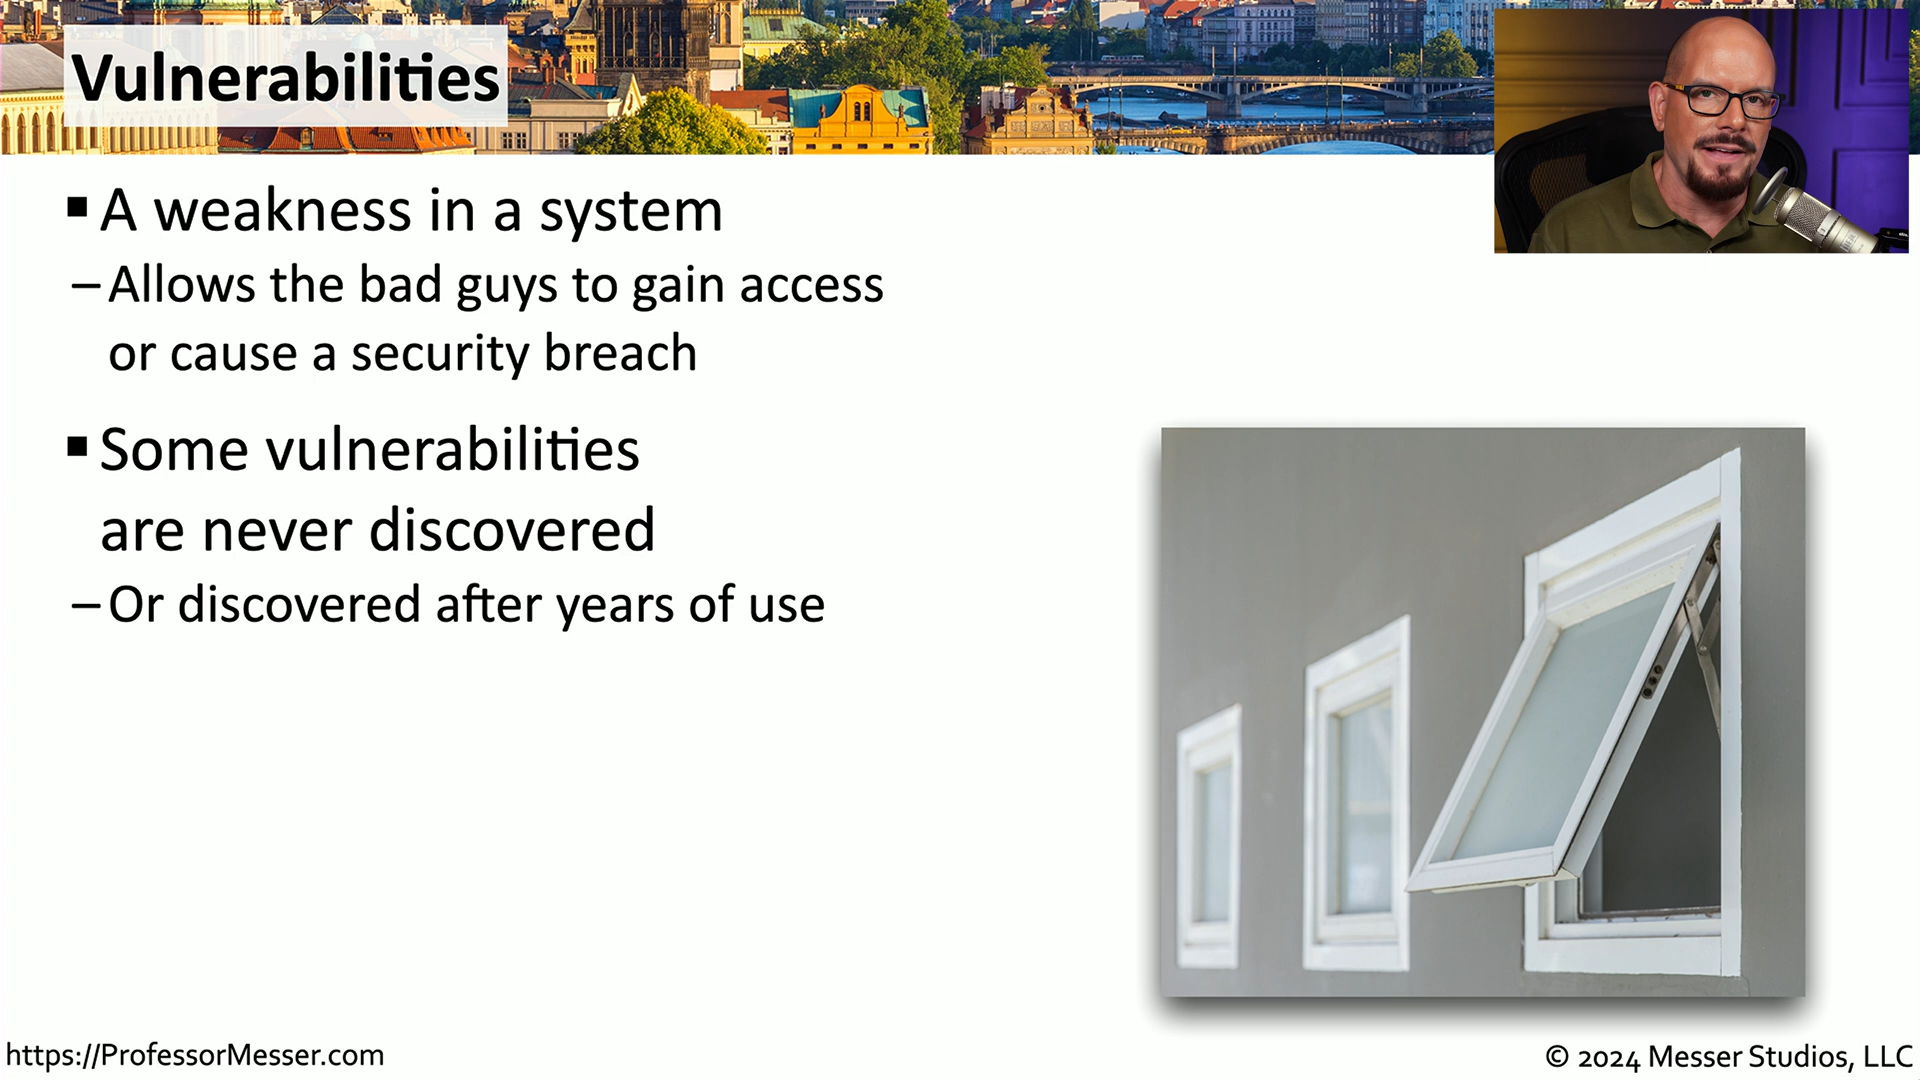 Vulnerabilities
▪ A weakness in a system
– Allows the bad guys to gain access
or cause a security breach
▪ Some vulnerabilities
are never discovered
– Or discovered after years of use
https://ProfessorMesser.com
© 2024 Messer Studios, LLC